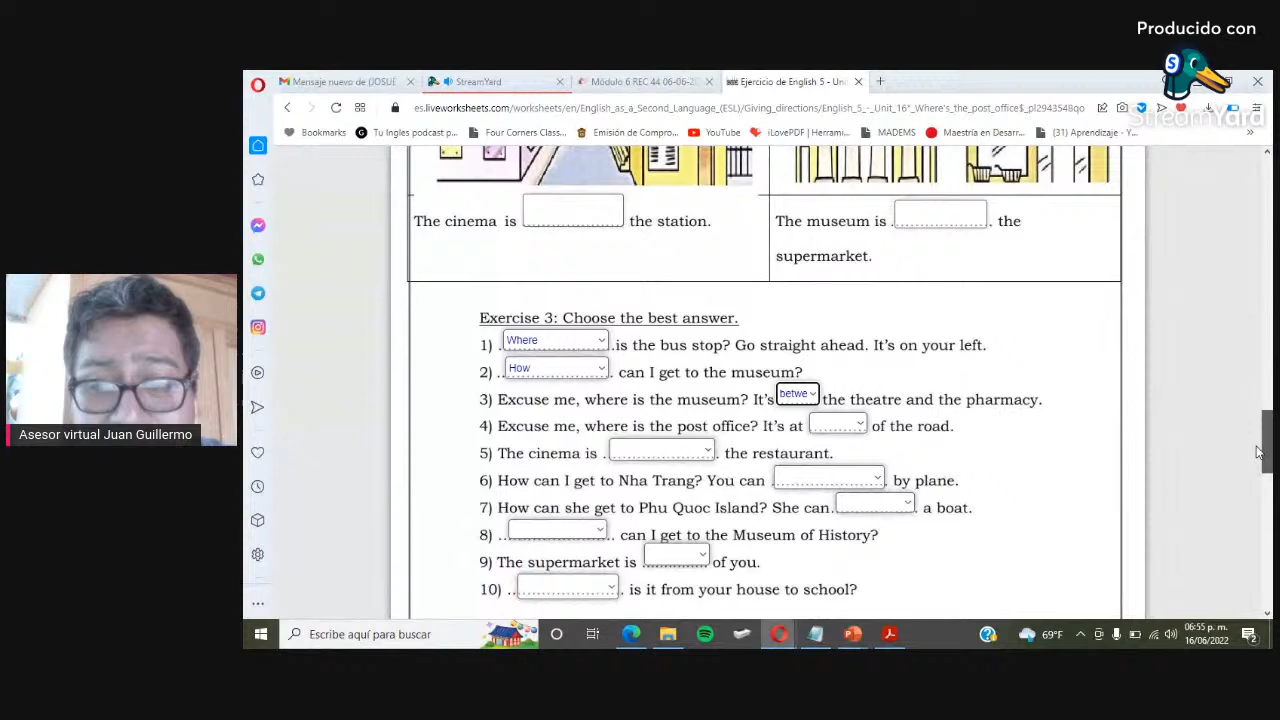 Producido con
StreamYard
Mensaje nuevo de (JOSUE
StreamYard
Módulo 6 REC 44 06-06-20
Ejercicio de English 5 - Uni
es.liveworksheets.com/worksheets/en/English_as_a_Second_Language_(ESL)/Giving_directions/English_5_-_Unit_16*_Where's_the_post_office$_pl2943548qo
Bookmarks
Tu Ingles podcast p...
Four Corners Class...
Emisión de Compro...
YouTube
iLovePDF | Herrami...
MADEMS
Maestría en Desarr...
(31) Aprendizaje - Y...
The cinema is the station.
The museum is the
supermarket.
Exercise 3: Choose the best answer.
1) Where is the bus stop? Go straight ahead. It's on your left.
2) How can I get to the museum?
3) Excuse me, where is the museum? It's betwe the theatre and the pharmacy.
4) Excuse me, where is the post office? It's at of the road.
5) The cinema is the restaurant.
6) How can I get to Nha Trang? You can by plane.
7) How can she get to Phu Quoc Island? She can a boat.
8) can I get to the Museum of History?
9) The supermarket is of you.
10) is it from your house to school?
Asesor virtual Juan Guillermo
Escribe aquí para buscar
69°F
06:55 p. m.
16/06/2022
2